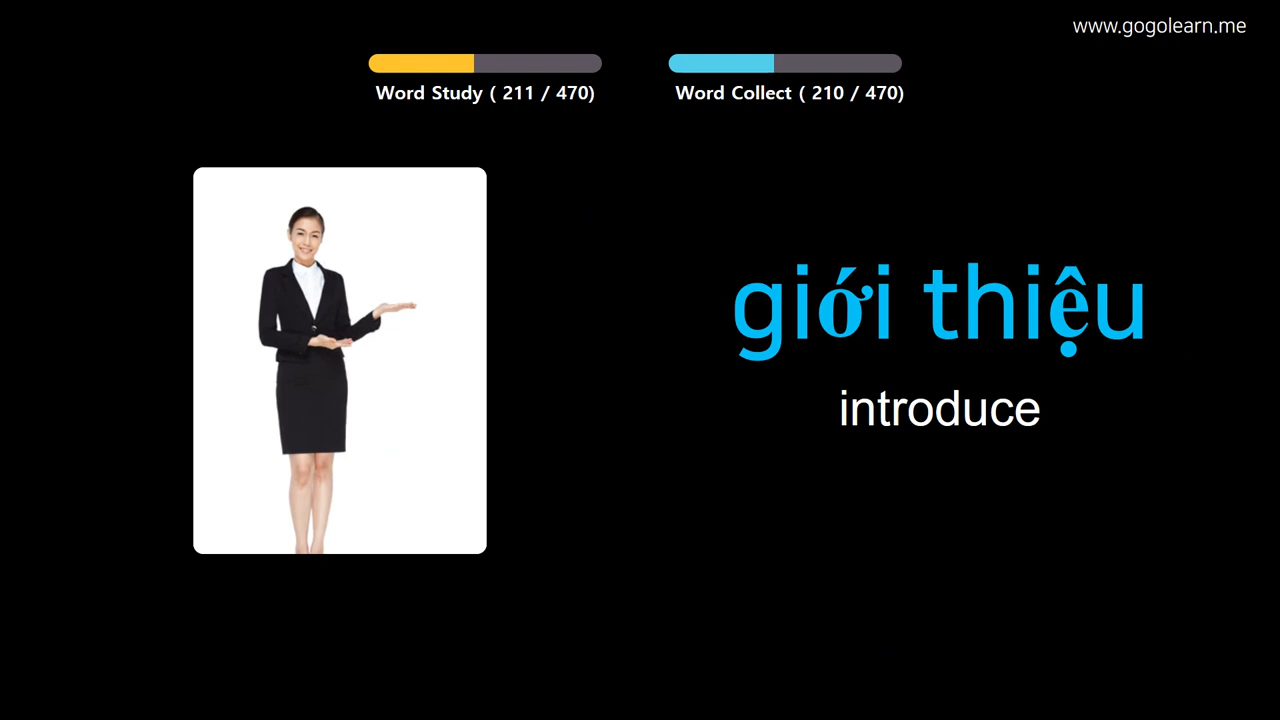 www.gogolearn.me
Word Study ( 211 / 470)
Word Collect ( 210 / 470)
giới thiệu
introduce